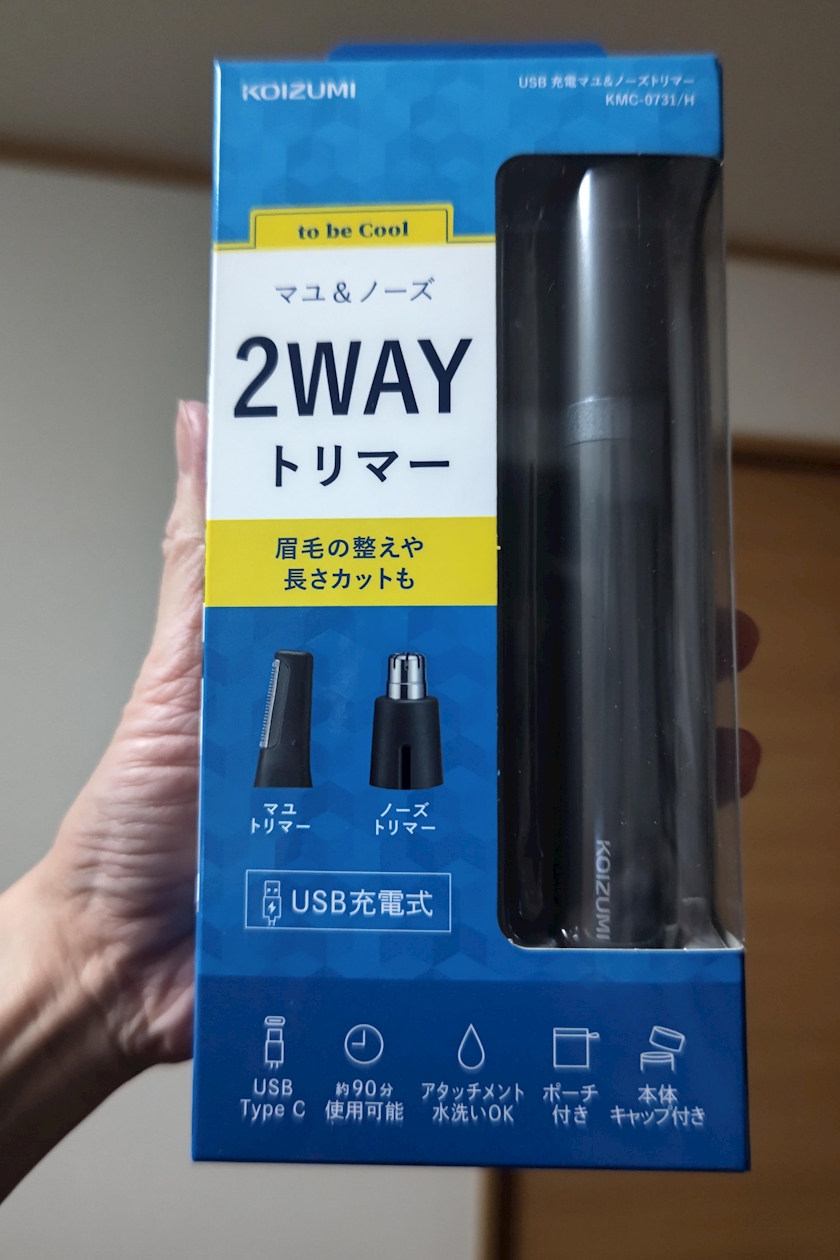 KOIZUMI
USB 充電マユ&ノーズトリマー
KMC-0731/H
to be Cool
マユ&ノーズ
2WAY
トリマー
眉毛の整えや
長さカットも
マユ
トリマー
ノーズ
トリマー
USB充電式
KOIZUMI
USB
Type C
約90分
使用可能
アタッチメント
水洗いOK
ポーチ
付き
本体
キャップ付き